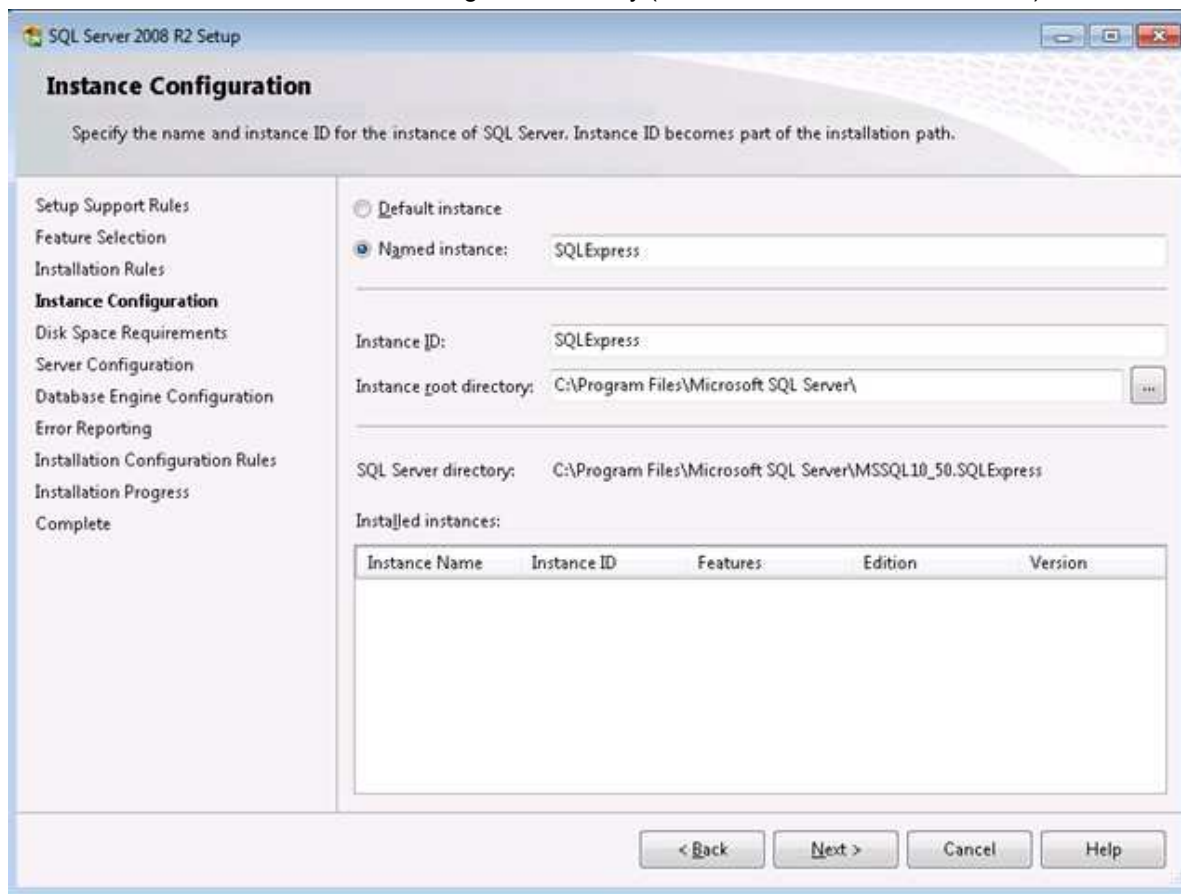 SQL Server 2008 R2 Setup
Instance Configuration
Specify the name and instance ID for the instance of SQL Server. Instance ID becomes part of the installation path.
Setup Support Rules
Feature Selection
Installation Rules
Instance Configuration
Disk Space Requirements
Server Configuration
Database Engine Configuration
Error Reporting
Installation Configuration Rules
Installation Progress
Complete
Default instance
Named instance: SQLExpress
Instance ID: SQLExpress
Instance root directory: C:\Program Files\Microsoft SQL Server\ ...
SQL Server directory: C:\Program Files\Microsoft SQL Server\MSSQL10_50.SQLExpress
Installed instances:
Instance Name Instance ID Features Edition Version
< Back Next > Cancel Help